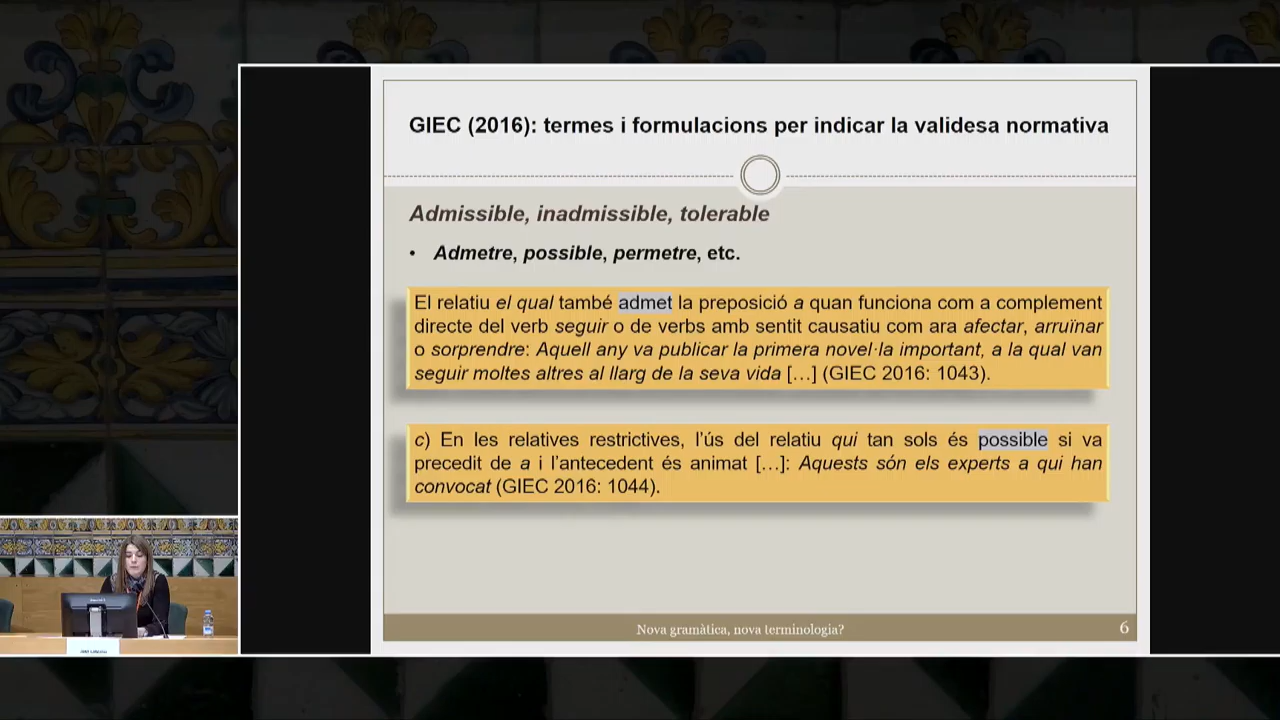 GIEC (2016): termes i formulacions per indicar la validesa normativa
Admissible, inadmissible, tolerable
• Admetre, possible, permetre, etc.
El relatiu el qual també admet la preposició a quan funciona com a complement
directe del verb seguir o de verbs amb sentit causatiu com ara afectar, arruïnar
o sorprendre: Aquell any va publicar la primera novel·la important, a la qual van
seguir moltes altres al llarg de la seva vida […] (GIEC 2016: 1043).
c) En les relatives restrictives, l’ús del relatiu qui tan sols és possible si va
precedit de a i l’antecedent és animat […]: Aquests són els experts a qui han
convocat (GIEC 2016: 1044).
Nova gramàtica, nova terminologia?
6